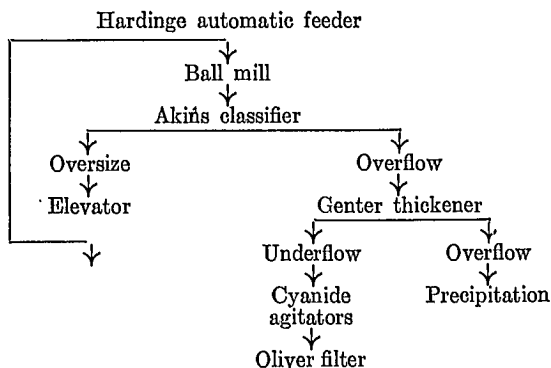 Hardinge automatic feeder
Ball mill
Akins classifier
Oversize Overflow
Elevator Genter thickener
Underflow Overflow
Cyanide Precipitation
agitators
Oliver filter